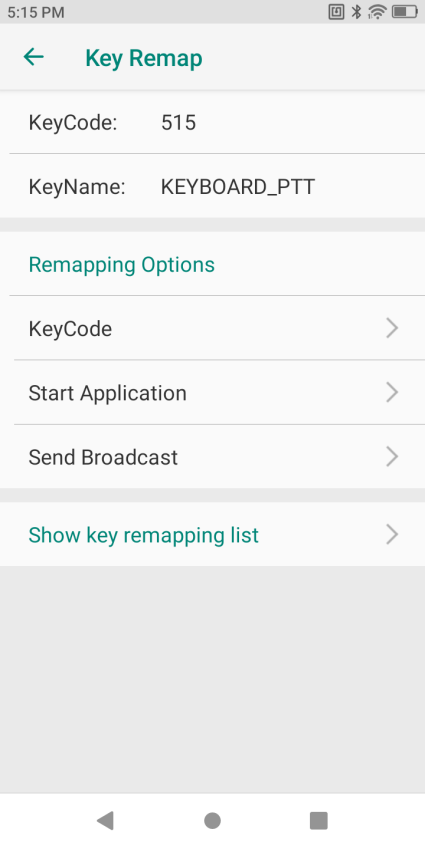 5:15 PM
Key Remap
KeyCode: 515
KeyName: KEYBOARD_PTT
Remapping Options
KeyCode
Start Application
Send Broadcast
Show key remapping list